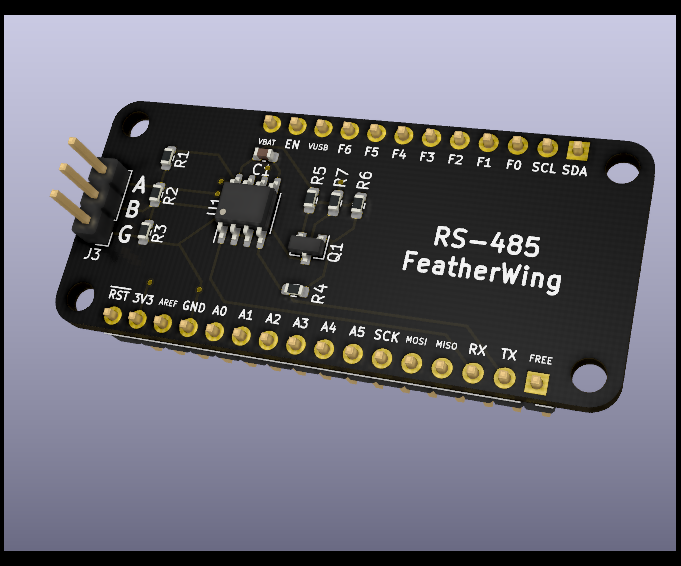 VBAT EN VUSB F6 F5 F4 F3 F2 F1 F0 SCL SDA
R1 C1 R5 R7 R6
A R2 U1
B
G R3 Q1
J3
R4
RS-485
FeatherWing
RST 3V3 AREF GND A0 A1 A2 A3 A4 A5 SCK MOSI MISO RX TX FREE